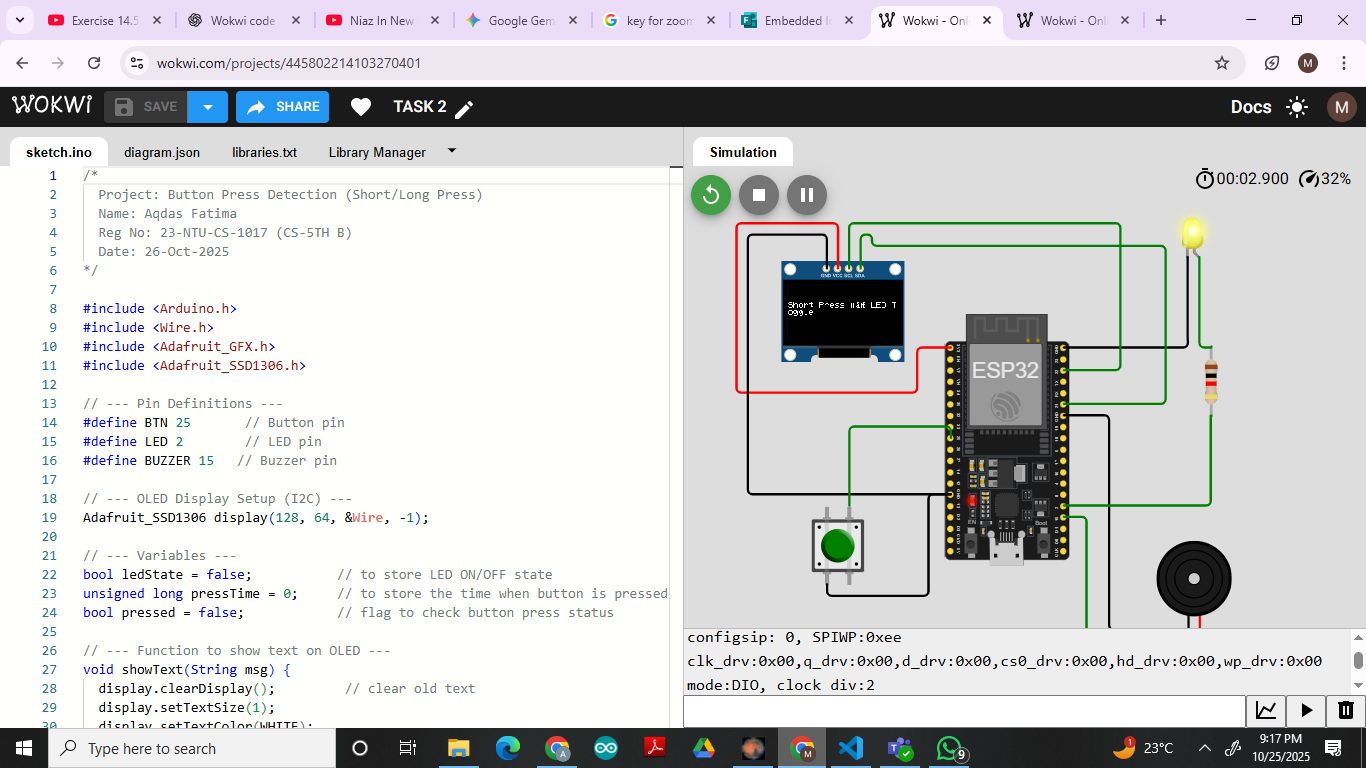 Exercise 14.5
Wokwi code
Niaz In New
Google Gem
key for zoom
Embedded I
Wokwi - Onl
Wokwi - Onl
wokwi.com/projects/445802214103270401
M
WOKWI
SAVE
SHARE
TASK 2
Docs
M
sketch.ino
diagram.json
libraries.txt
Library Manager
Simulation
1 /*
2 Project: Button Press Detection (Short/Long Press)
3 Name: Aqdas Fatima
4 Reg No: 23-NTU-CS-1017 (CS-5TH B)
5 Date: 26-Oct-2025
6 */
7
8 #include <Arduino.h>
9 #include <Wire.h>
10 #include <Adafruit_GFX.h>
11 #include <Adafruit_SSD1306.h>
12
13 // --- Pin Definitions ---
14 #define BTN 25 // Button pin
15 #define LED 2 // LED pin
16 #define BUZZER 15 // Buzzer pin
17
18 // --- OLED Display Setup (I2C) ---
19 Adafruit_SSD1306 display(128, 64, &Wire, -1);
20
21 // --- Variables ---
22 bool ledState = false; // to store LED ON/OFF state
23 unsigned long pressTime = 0; // to store the time when button is pressed
24 bool pressed = false; // flag to check button press status
25
26 // --- Function to show text on OLED ---
27 void showText(String msg) {
28 display.clearDisplay(); // clear old text
29 display.setTextSize(1);
30 display.setTextColor(WHITE);
00:02.900
32%
GND VCC SCL SDA
Short Press LED T
oggle
ESP32
EN
Boot
configsip: 0, SPIWP:0xee
clk_drv:0x00,q_drv:0x00,d_drv:0x00,cs0_drv:0x00,hd_drv:0x00,wp_drv:0x00
mode:DIO, clock div:2
Type here to search
A
M
9
1
23°C
9:17 PM
10/25/2025